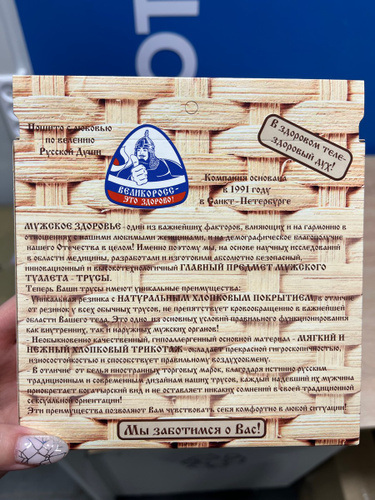 ОТ
Пошито с любовью
по велению
Русской Души
ВЕЛИКОРОСС-
ЭТО ЗДОРОВО!
В здоровом теле-
здоровый дух!
Компания основана
в 1991 году
в Санкт-Петербурге
МУЖСКОЕ ЗДОРОВЬЕ - один из важнейших факторов, влияющих и на гармонию в
отношениях с нашими любимыми женщинами, и на демографическое благополучие
нашего Отечества в целом! Именно поэтому мы, на основе научных исследований
в области медицины, разработали и изготовили абсолютно безопасный,
инновационный и высокотехнологичный ГЛАВНЫЙ ПРЕДМЕТ МУЖСКОГО
ТУАЛЕТА - ТРУСЫ.
Теперь Ваши трусы имеют уникальные преимущества:
- Уникальная резинка с НАТУРАЛЬНЫМ ХЛОПКОВЫМ ПОКРЫТИЕМ, в отличие
от резинок у всех обычных трусов, не препятствует кровообращению в важнейшей
области Вашего тела. Это одно из основных условий правильного функционирования
как внутренних, так и наружных мужских органов!
- Необыкновенно качественный, гипоаллергенный основной материал - МЯГКИЙ И
НЕЖНЫЙ ХЛОПКОВЫЙ ТРИКОТАЖ, обладает прекрасной гигроскопичностью,
износостойкостью и способствует правильному воздухообмену.
- В отличие от белья иностранных торговых марок, благодаря истинно русским
традиционным и современным дизайнам наших трусов, каждый надевший их мужчина
приобретает богатырский вид и не оставляет никаких сомнений в своей традиционной
сексуальной ориентации!
Эти преимущества позволяют Вам чувствовать себя комфортно в любой ситуации!
Мы заботимся о Вас!